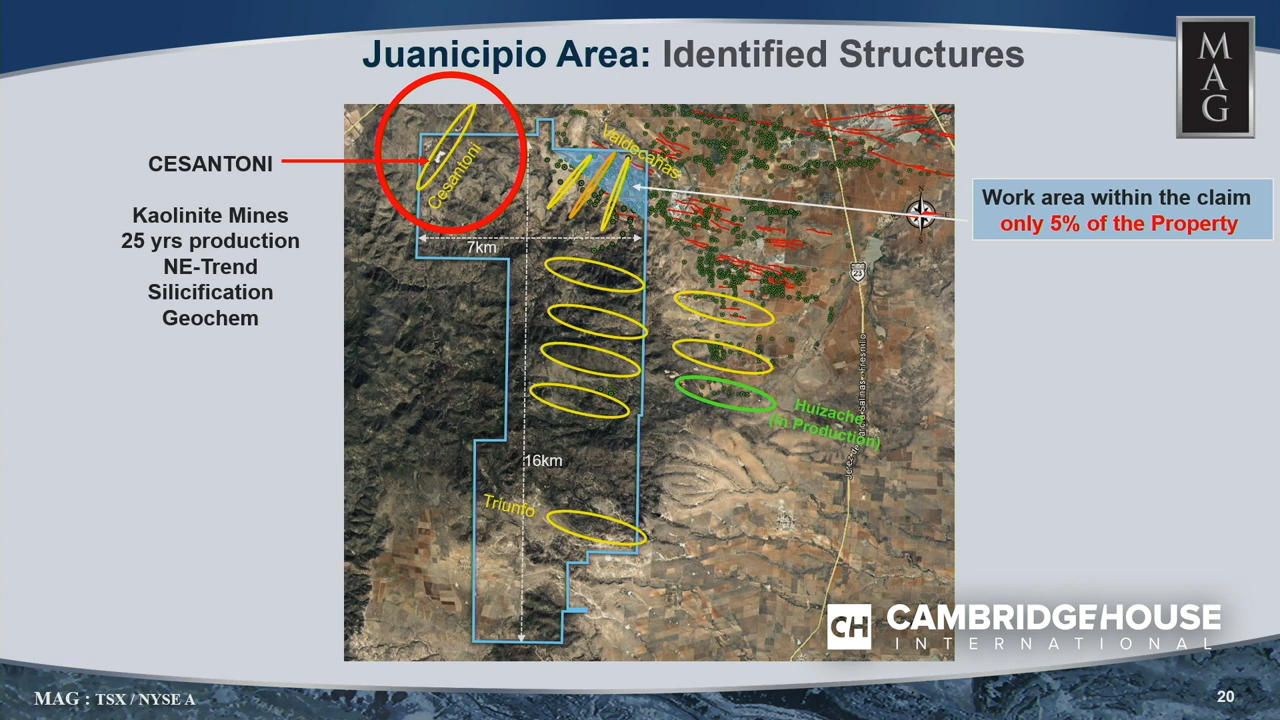 Juanicipio Area: Identified Structures
M
A
G
CESANTONI
Kaolinite Mines
25 yrs production
NE-Trend
Silicification
Geochem
Cesantoni
Valdecañas
Work area within the claim
only 5% of the Property
N
E
7km
23
16km
Huizache
(In Production)
Triunfo
CH CAMBRIDGE HOUSE
INTERNATIONAL
MAG : TSX / NYSE A
20